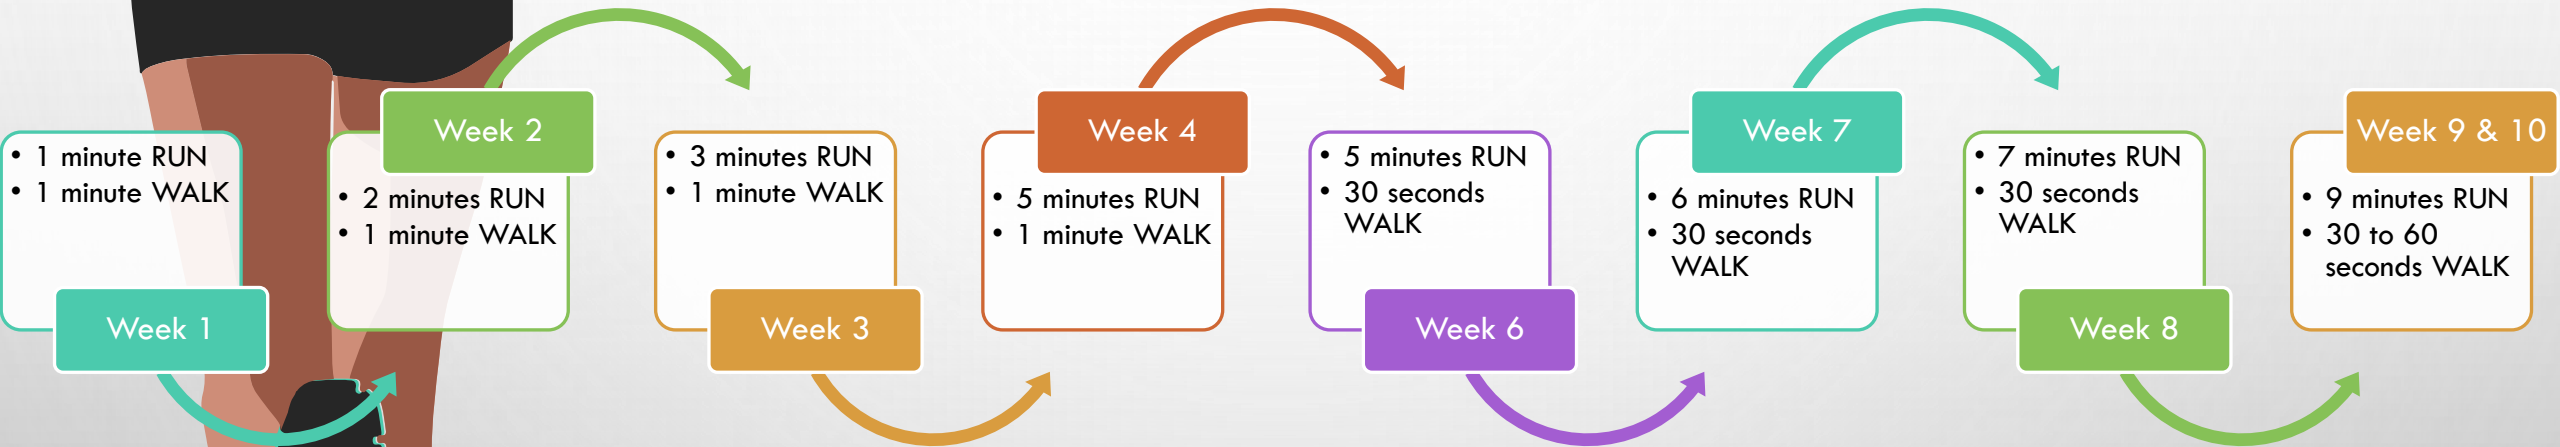 • 1 minute RUN
• 1 minute WALK
Week 1
Week 2
• 2 minutes RUN
• 1 minute WALK
• 3 minutes RUN
• 1 minute WALK
Week 3
Week 4
• 5 minutes RUN
• 1 minute WALK
• 5 minutes RUN
• 30 seconds
WALK
Week 6
Week 7
• 6 minutes RUN
• 30 seconds
WALK
• 7 minutes RUN
• 30 seconds
WALK
Week 8
Week 9 & 10
• 9 minutes RUN
• 30 to 60
seconds WALK